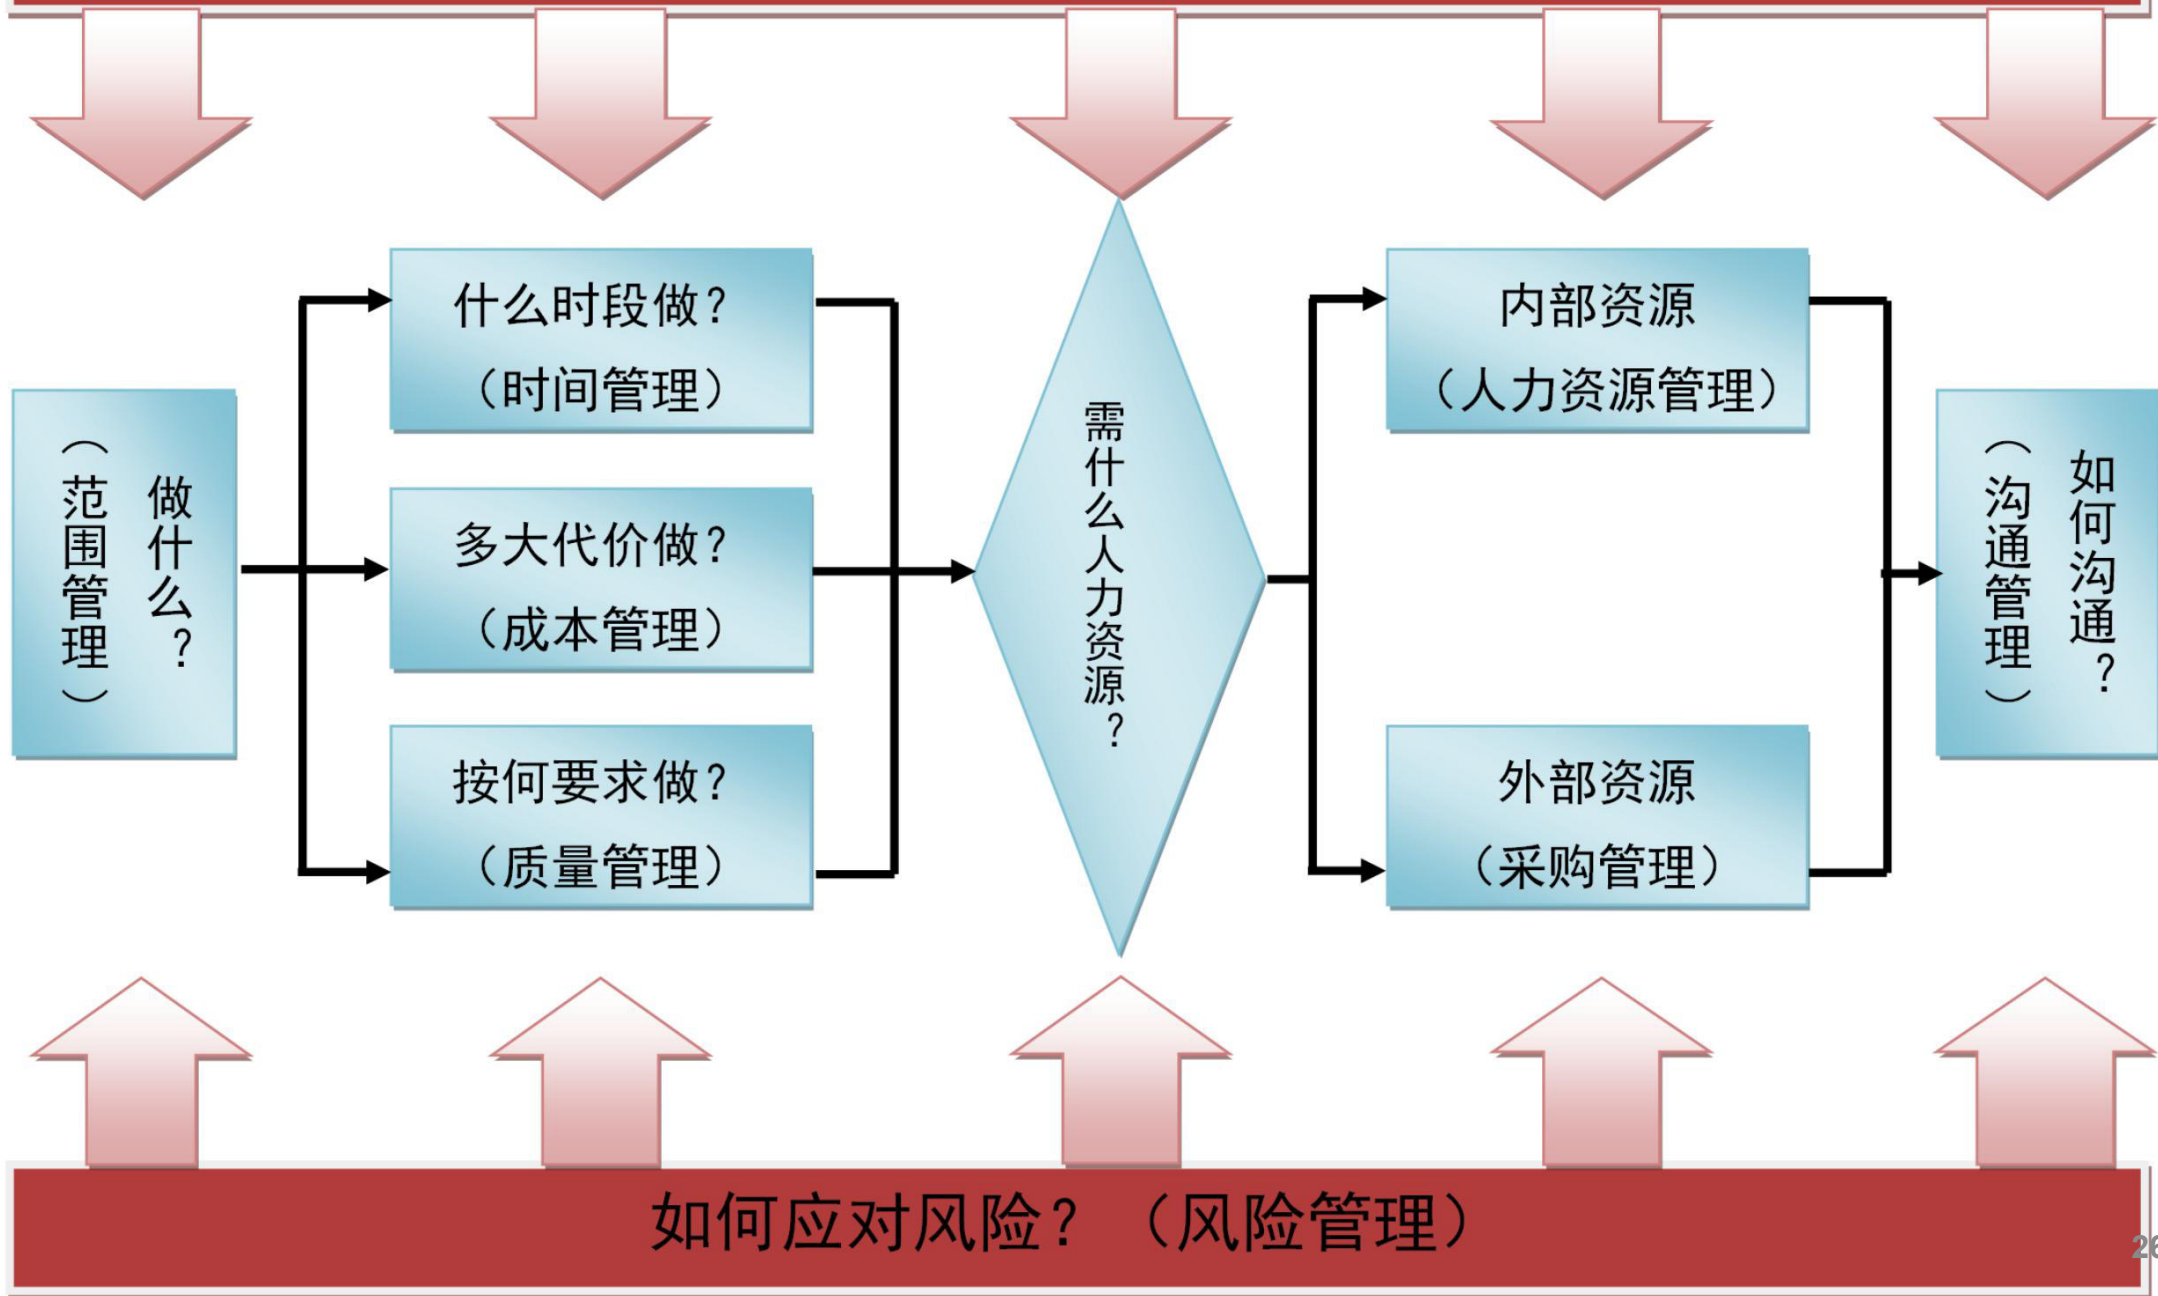 做什么？
（范围管理）
什么时段做？
（时间管理）
多大代价做？
（成本管理）
按何要求做？
（质量管理）
需什么人力资源？
内部资源
（人力资源管理）
外部资源
（采购管理）
如何沟通？
（沟通管理）
如何应对风险？（风险管理）
26